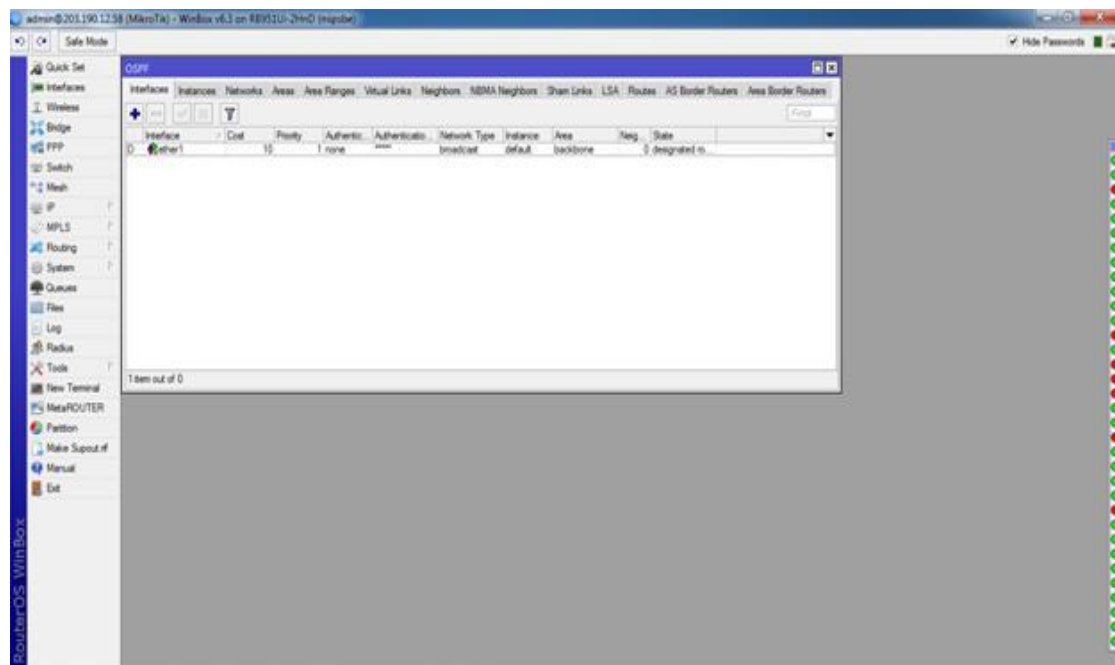 admin@201.190.12.58 (MikroTik) - WinBox v6.3 on RB951Ui-2HnD (mipsbe)
Safe Mode
Hide Passwords
Quick Set
Interfaces
Wireless
Bridge
PPP
Switch
Mesh
IP
MPLS
Routing
System
Queues
Files
Log
Radius
Tools
New Terminal
MetaROUTER
Partition
Make Supout.rif
Manual
Exit
RouterOS WinBox
OSPF
Interfaces Instances Networks Areas Area Ranges Virtual Links Neighbors NBMA Neighbors Sham Links LSA Routes AS Border Routers Area Border Routers
Find
Interface Cost Priority Authentic... Authenticatio... Network Type Instance Area Neig... State
D ether1 10 1 none ***** broadcast default backbone 0 designated ro...
1 item out of 0